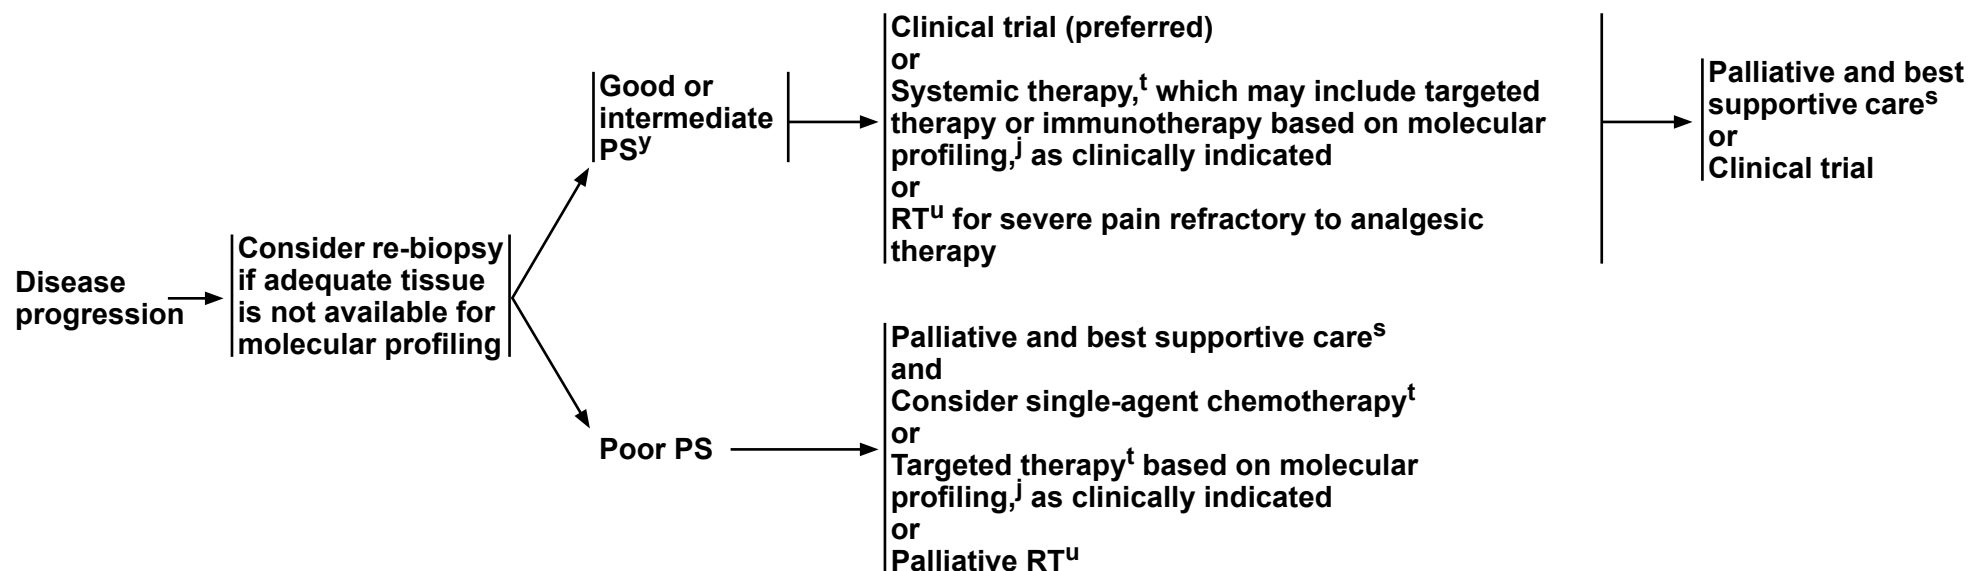 Disease
progression
Consider re-biopsy
if adequate tissue
is not available for
molecular profiling
Good or
intermediate
PSʸ
Clinical trial (preferred)
or
Systemic therapy,ᵗ which may include targeted
therapy or immunotherapy based on molecular
profiling,ʲ as clinically indicated
or
RTᵘ for severe pain refractory to analgesic
therapy
Palliative and best
supportive careˢ
or
Clinical trial
Poor PS
Palliative and best supportive careˢ
and
Consider single-agent chemotherapyᵗ
or
Targeted therapyᵗ based on molecular
profiling,ʲ as clinically indicated
or
Palliative RTᵘ